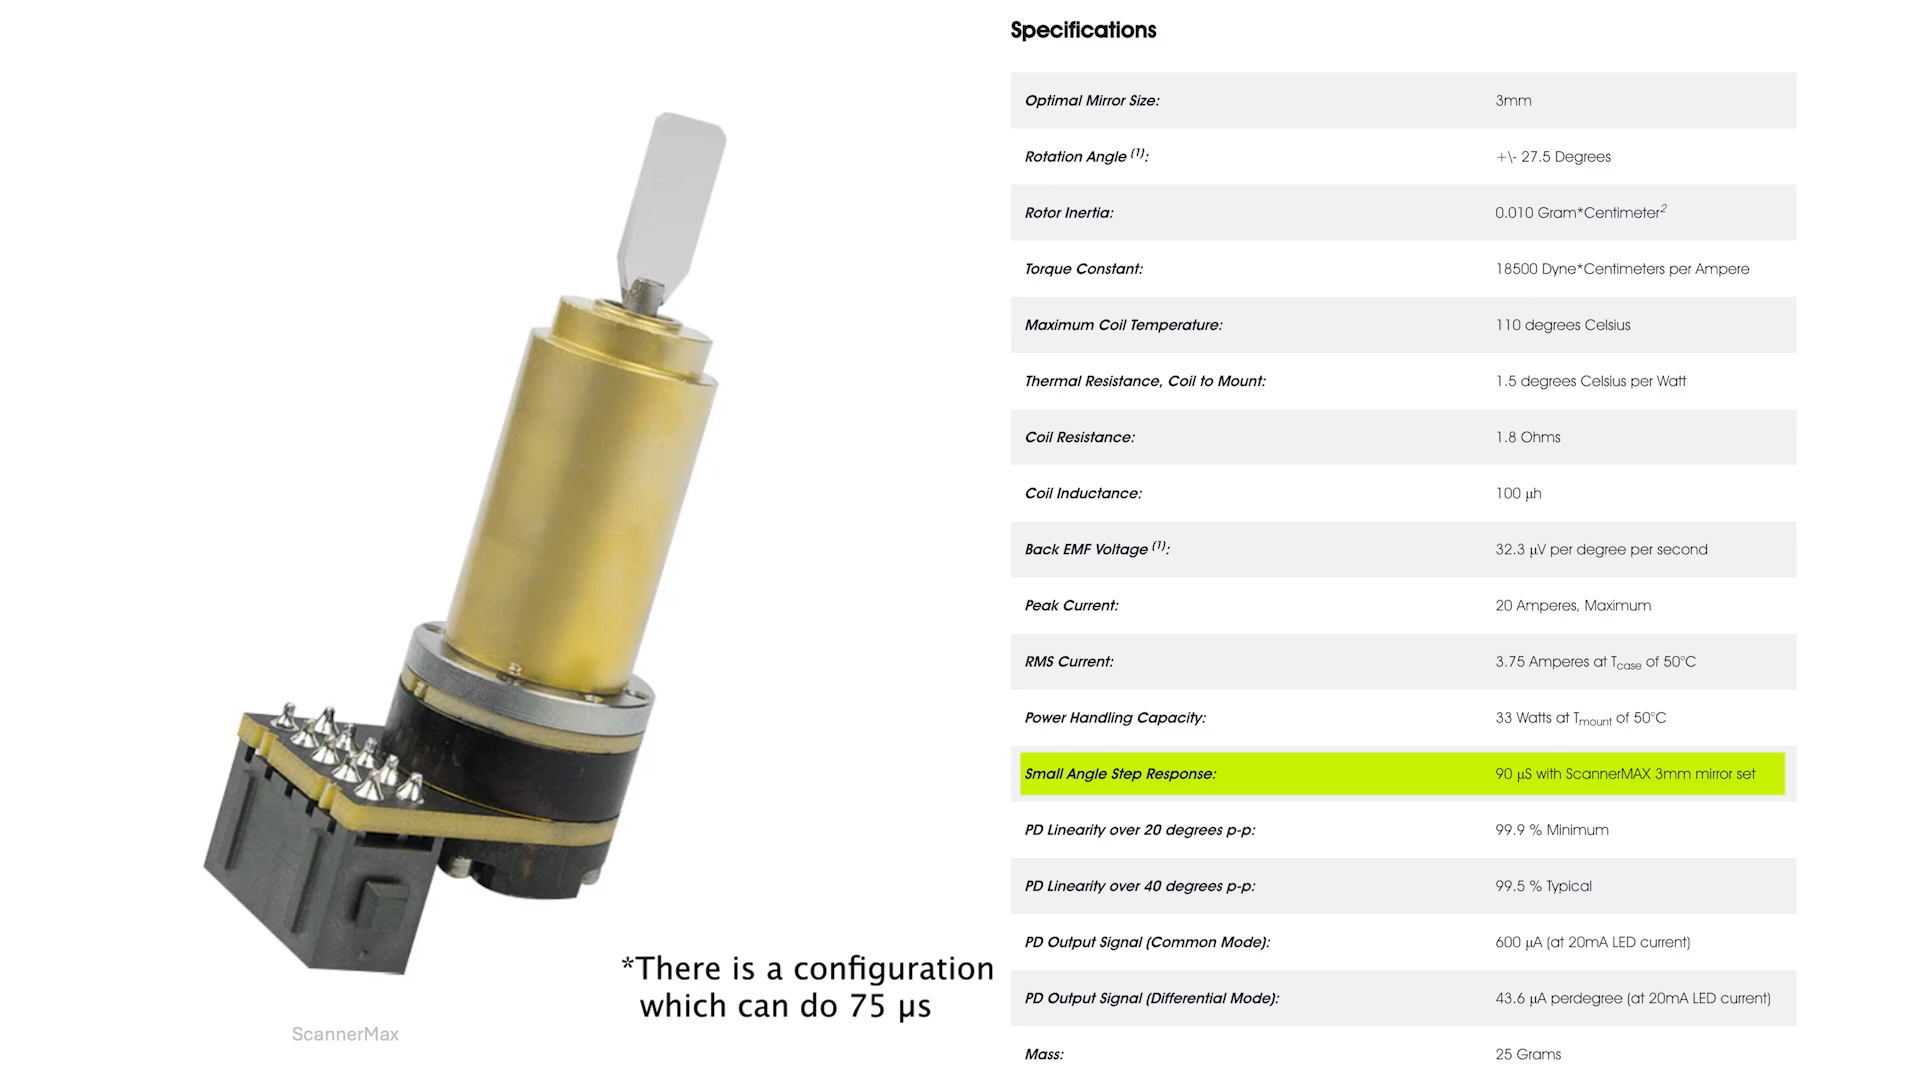 Specifications
Optimal Mirror Size: 3mm
Rotation Angle (1): +\- 27.5 Degrees
Rotor Inertia: 0.010 Gram*Centimeter2
Torque Constant: 18500 Dyne*Centimeters per Ampere
Maximum Coil Temperature: 110 degrees Celsius
Thermal Resistance, Coil to Mount: 1.5 degrees Celsius per Watt
Coil Resistance: 1.8 Ohms
Coil Inductance: 100 μh
Back EMF Voltage (1): 32.3 μV per degree per second
Peak Current: 20 Amperes, Maximum
RMS Current: 3.75 Amperes at Tcase of 50°C
Power Handling Capacity: 33 Watts at Tmount of 50°C
Small Angle Step Response: 90 μS with ScannerMAX 3mm mirror set
PD Linearity over 20 degrees p-p: 99.9 % Minimum
PD Linearity over 40 degrees p-p: 99.5 % Typical
PD Output Signal (Common Mode): 600 μA (at 20mA LED current)
PD Output Signal (Differential Mode): 43.6 μA perdegree (at 20mA LED current)
Mass: 25 Grams
*There is a configuration
which can do 75 μs
ScannerMax